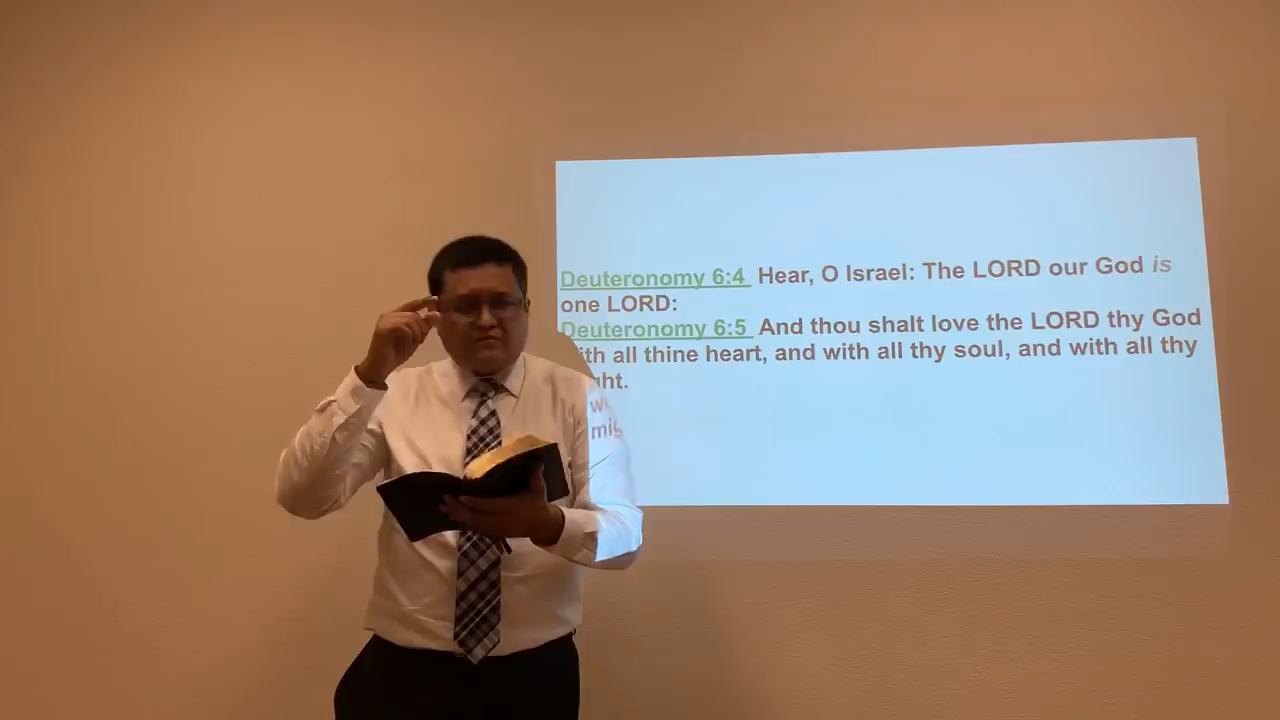 Deuteronomy 6:4 Hear, O Israel: The LORD our God is
one LORD:
Deuteronomy 6:5 And thou shalt love the LORD thy God
with all thine heart, and with all thy soul, and with all thy
might.